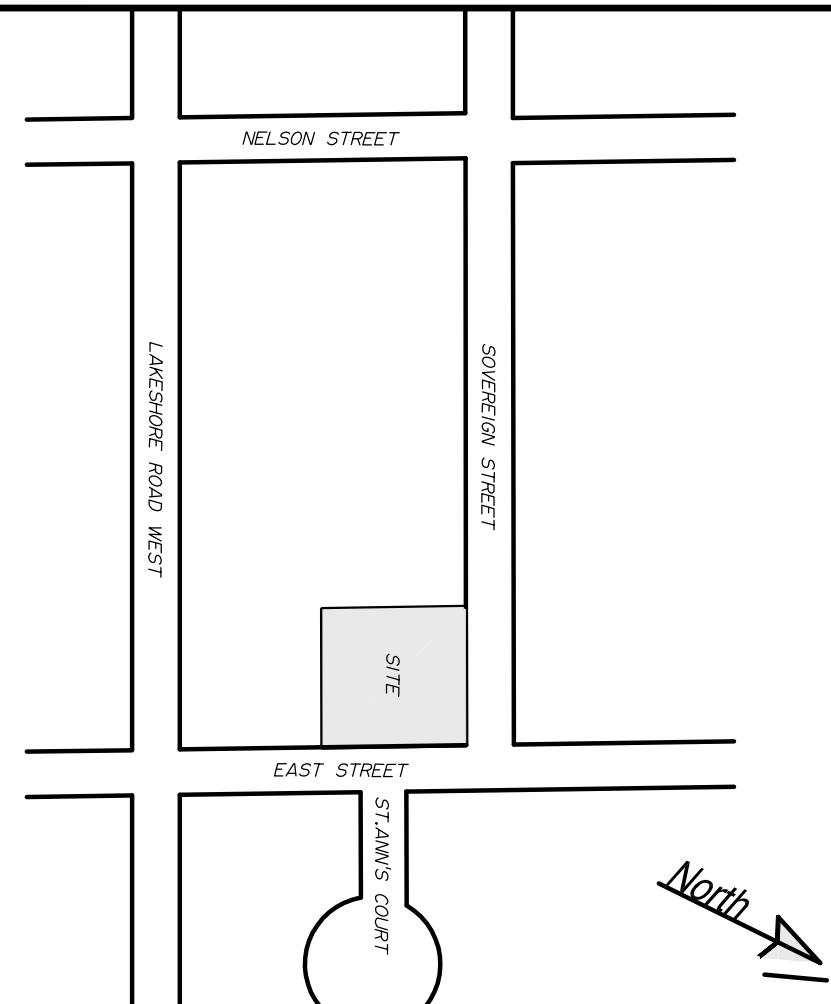 NELSON STREET
LAKESHORE ROAD WEST
SOVEREIGN STREET
SITE
EAST STREET
ST.ANN'S COURT
North